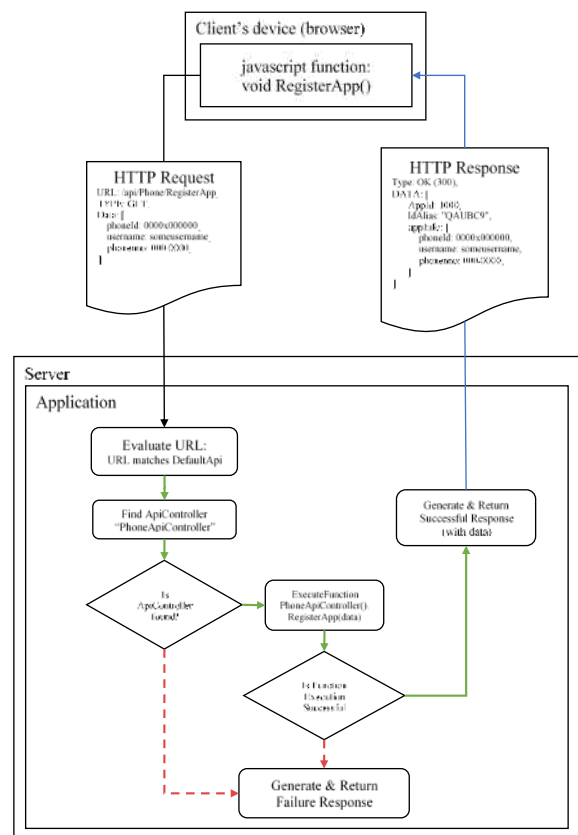 Client's device (browser)
javascript function:
void RegisterApp()
HTTP Request
URL: /api/Phone/RegisterApp,
TYPE: GET,
Data: [
phoneId: 0000x000000,
username: someusername,
phoneno:
]
HTTP Response
Type: OK (300),
DATA: [
AppId: 1000,
IdAlias: "QAUBC9",
phoneId: 0000x000000,
username: someusername,
phoneno:
]
]
Server
Application
Evaluate URL:
URL matches DefaultApi
Find ApiController
"PhoneApiController"
Is
ApiController
Found?
ExecuteFunction
PhoneApiController().
RegisterApp(data)
Is Function
Execution
Successful
Generate & Return
Successful Response
(with data)
Generate & Return
Failure Response